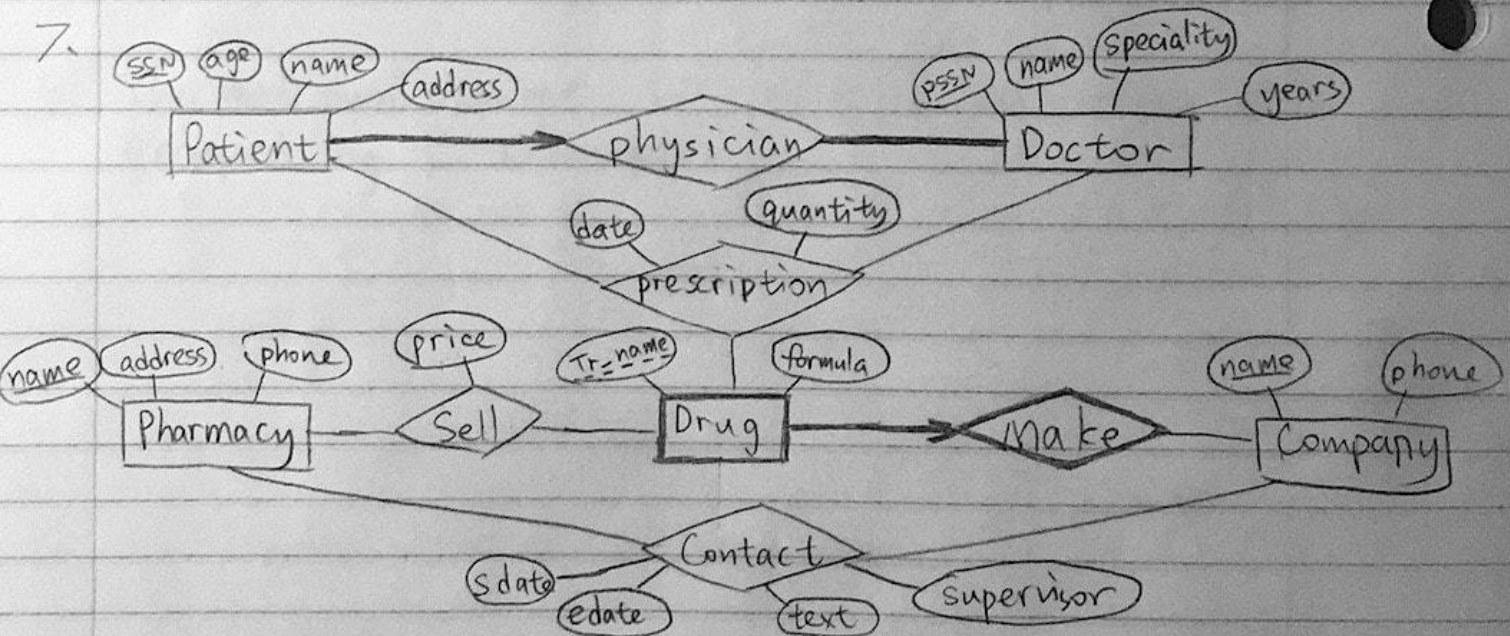 7.
SSN age name address
pSSN name speciality years
Patient physician Doctor
date quantity
prescription
name address phone
price
Tr-name formula
name phone
Pharmacy Sell Drug Make Company
Contact
sdate edate text supervisor